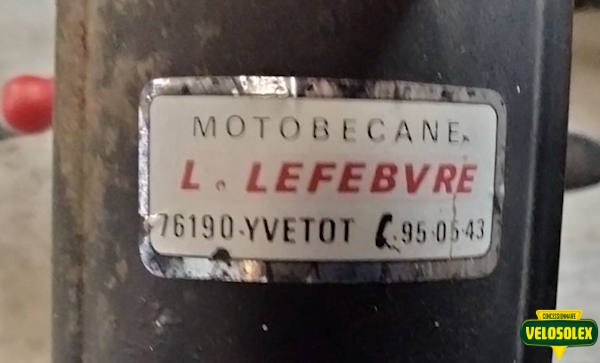 MOTOBECANE
L. LEFEBVRE
76190-YVETOT 95·05·43
CONCESSIONNAIRE
VELOSOLEX